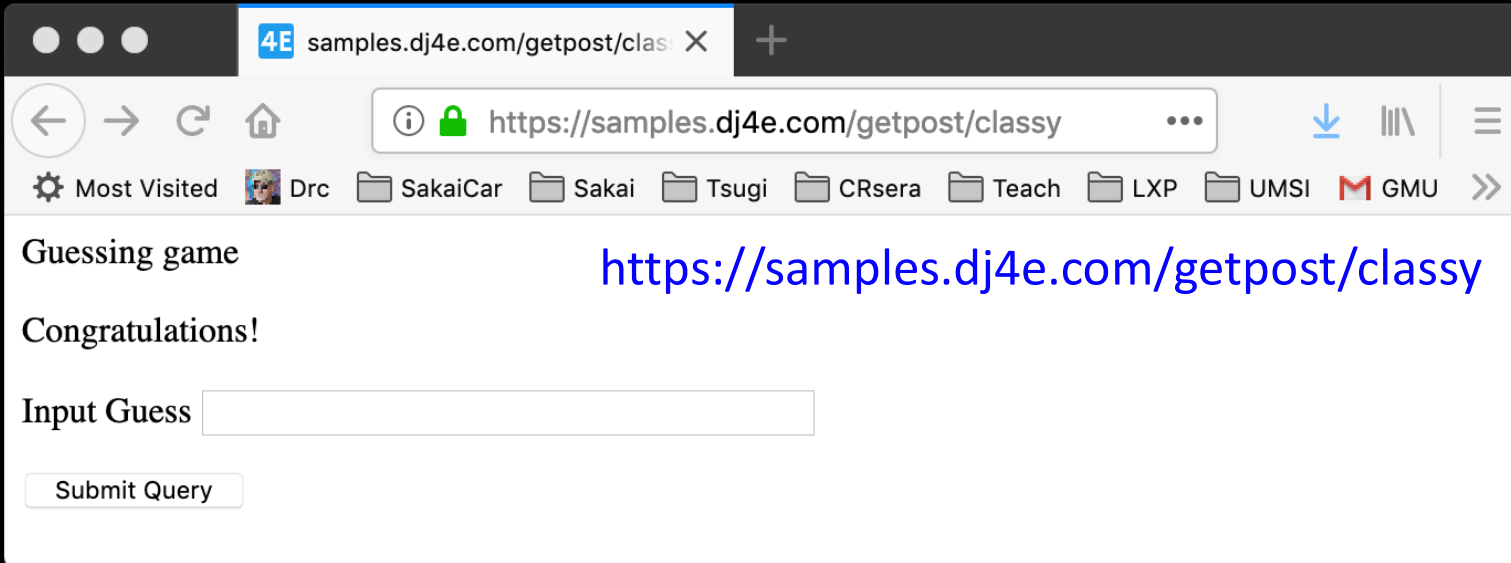 4E samples.dj4e.com/getpost/clas
https://samples.dj4e.com/getpost/classy
Most Visited Drc SakaiCar Sakai Tsugi CRsera Teach LXP UMSI GMU
Guessing game
https://samples.dj4e.com/getpost/classy
Congratulations!
Input Guess
Submit Query